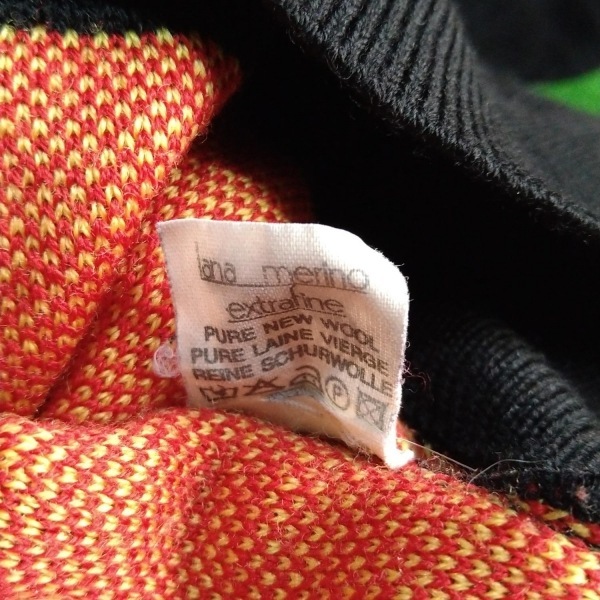 lana merino
extrafine
PURE NEW WOOL
PURE LAINE VIERGE
REINE SCHURWOLLE
P